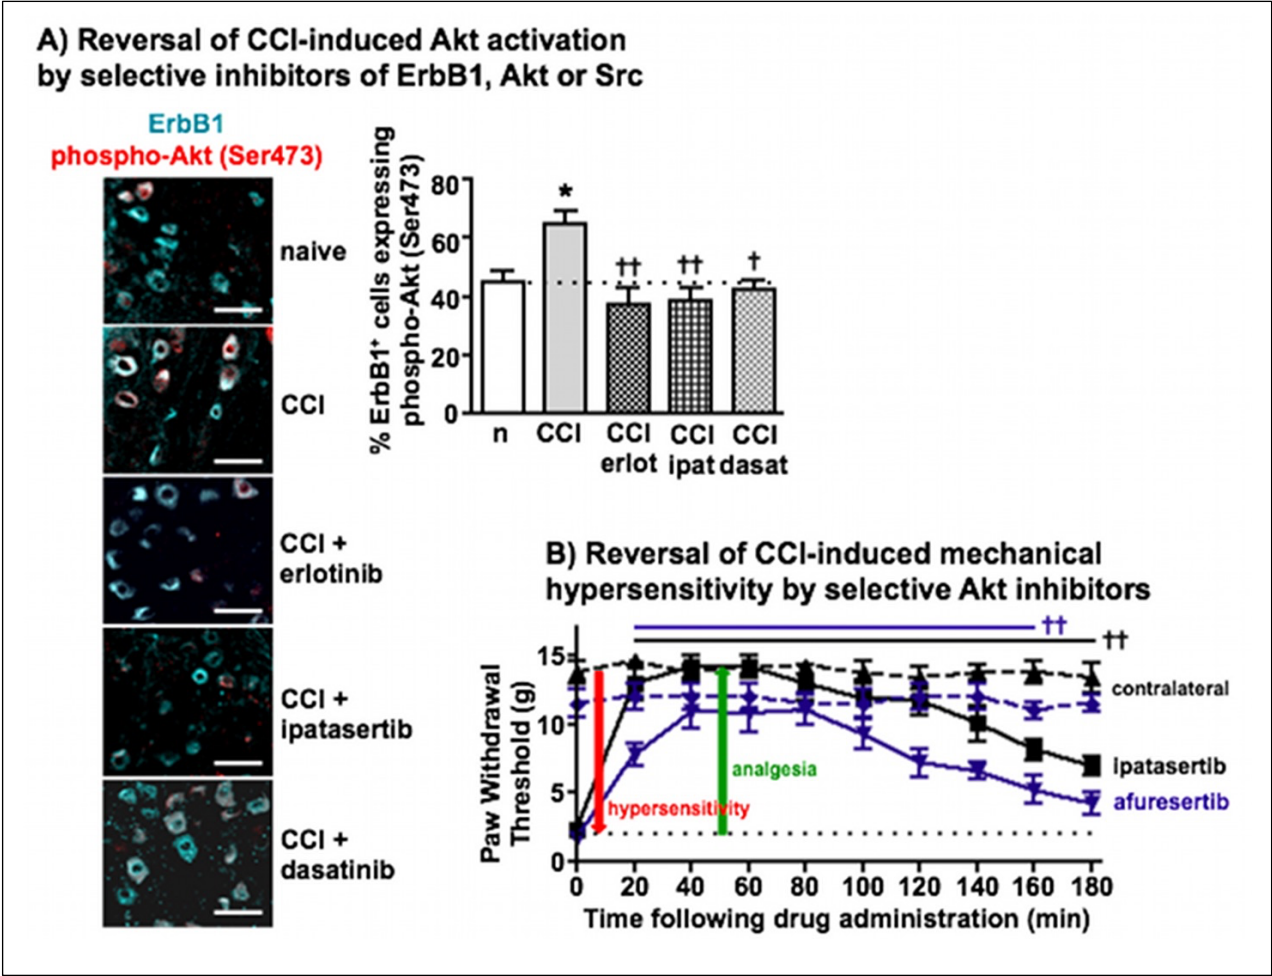 A) Reversal of CCI-induced Akt activation
by selective inhibitors of ErbB1, Akt or Src
ErbB1
phospho-Akt (Ser473)
naive
CCI
CCI +
erlotinib
CCI +
ipatasertib
CCI +
dasatinib
% ErbB1⁺ cells expressing
phospho-Akt (Ser473)
80
60
40
20
0
*
††
††
†
n CCI CCI CCI CCI
erlot ipat dasat
B) Reversal of CCI-induced mechanical
hypersensitivity by selective Akt inhibitors
††
††
Paw Withdrawal
Threshold (g)
15
10
5
0
contralateral
analgesia
ipatasertib
hypersensitivity
afuresertib
0 20 40 60 80 100 120 140 160 180
Time following drug administration (min)